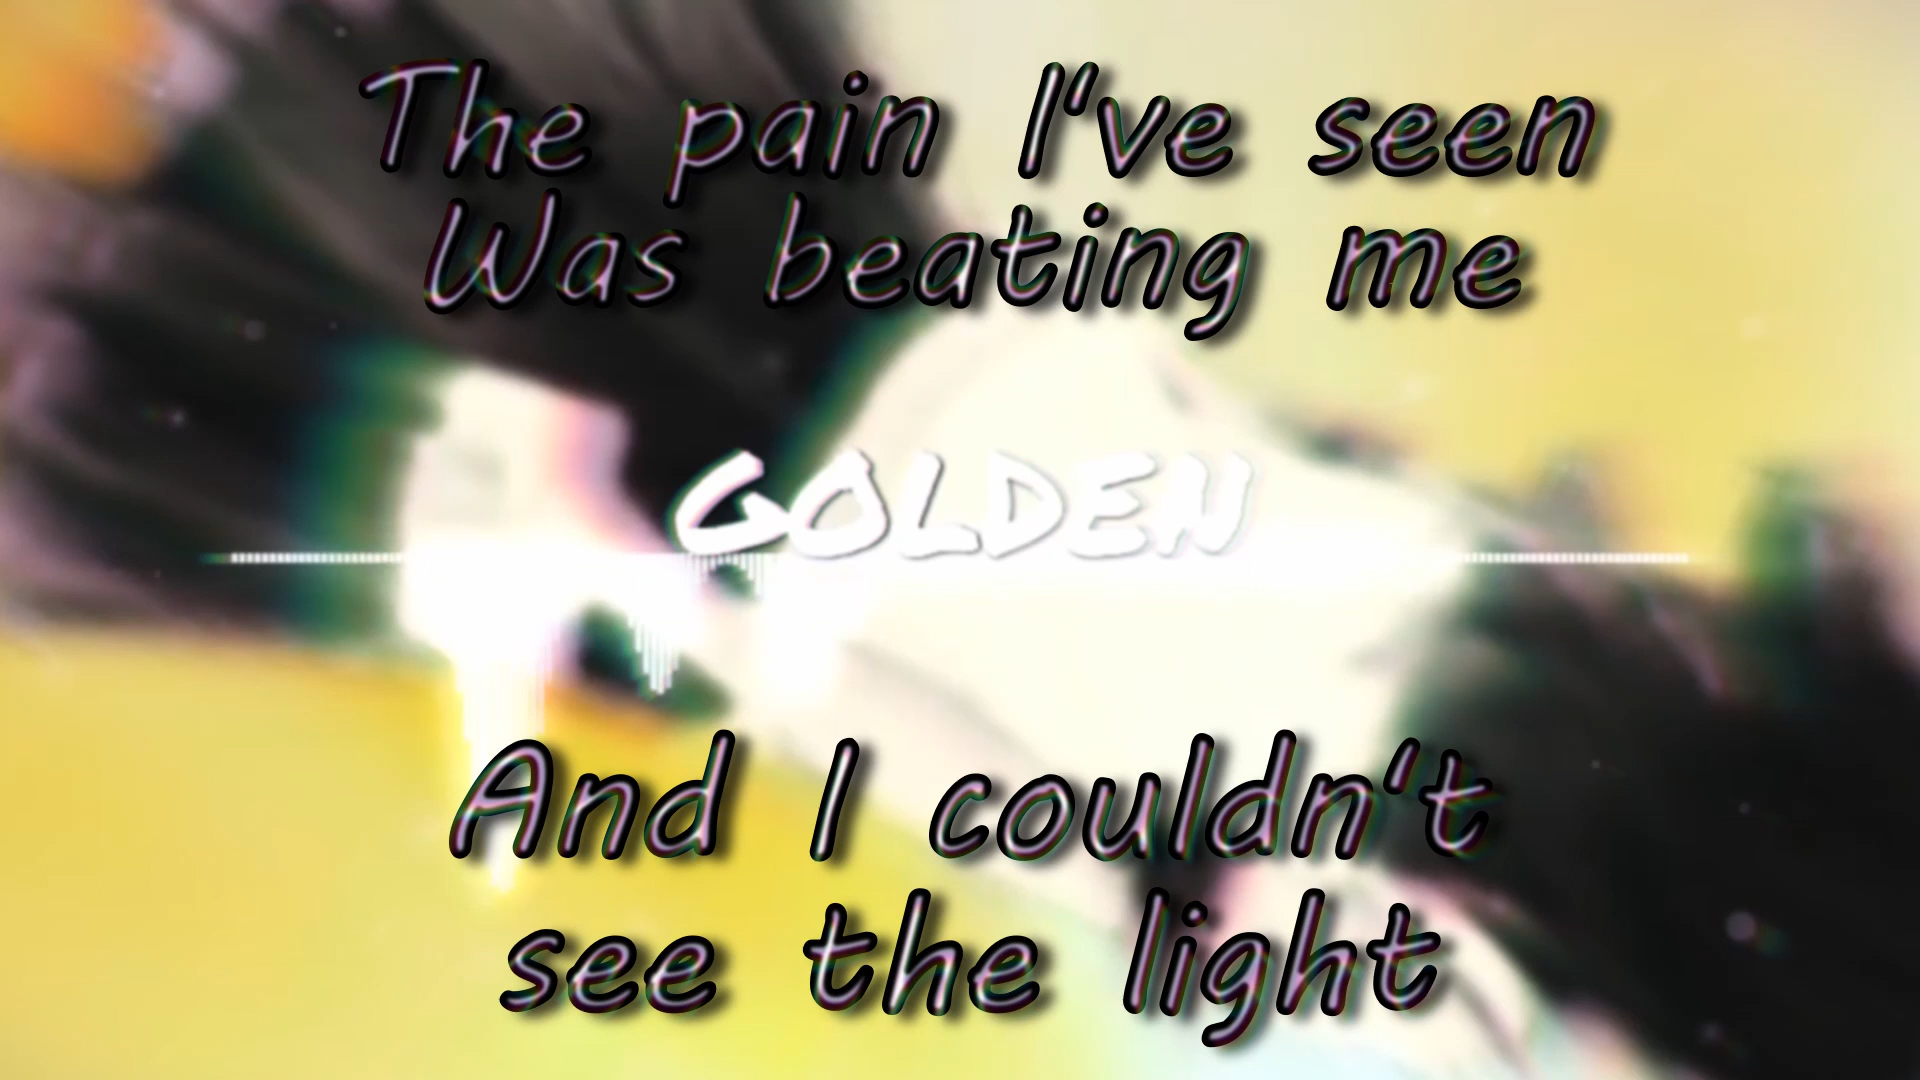 The pain I've seen
Was beating me
GOLDEN
And I couldn't
see the light